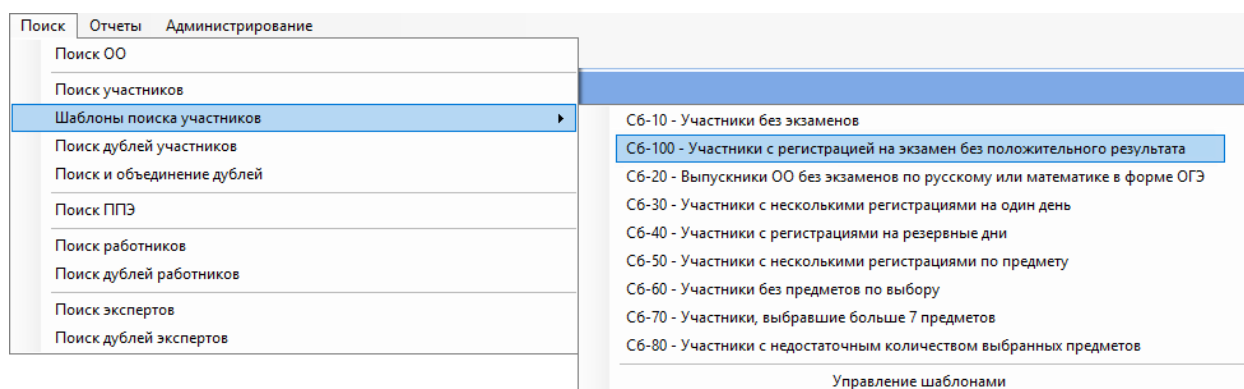 Поиск Отчеты Администрирование
Поиск ОО
Поиск участников
Шаблоны поиска участников
Поиск дублей участников
Поиск и объединение дублей
Поиск ППЭ
Поиск работников
Поиск дублей работников
Поиск экспертов
Поиск дублей экспертов
С6-10 - Участники без экзаменов
С6-100 - Участники с регистрацией на экзамен без положительного результата
С6-20 - Выпускники ОО без экзаменов по русскому или математике в форме ОГЭ
С6-30 - Участники с несколькими регистрациями на один день
С6-40 - Участники с регистрациями на резервные дни
С6-50 - Участники с несколькими регистрациями по предмету
С6-60 - Участники без предметов по выбору
С6-70 - Участники, выбравшие больше 7 предметов
С6-80 - Участники с недостаточным количеством выбранных предметов
Управление шаблонами